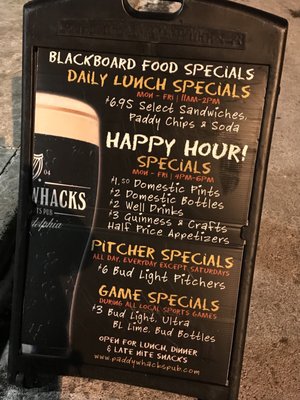 BLACKBOARD FOOD SPECIALS
DAILY LUNCH SPECIALS
MON - FRI | 11AM-2PM
$6.95 Select Sandwiches,
Paddy Chips & Soda
HAPPY HOUR!
SPECIALS
MON - FRI | 4PM-6PM
$1.50 Domestic Pints
$2 Domestic Bottles
$2 Well Drinks
$3 Guinness & Crafts
Half Price Appetizers
PITCHER SPECIALS
ALL DAY, EVERYDAY EXCEPT SATURDAYS
$6 Bud Light Pitchers
GAME SPECIALS
DURING ALL LOCAL SPORTS GAMES
$3 Bud Light, Ultra
BL Lime, Bud Bottles
OPEN FOR LUNCH, DINNER
& LATE NITE SNACKS
www.paddywhackspub.com
04
WHACKS
PUB